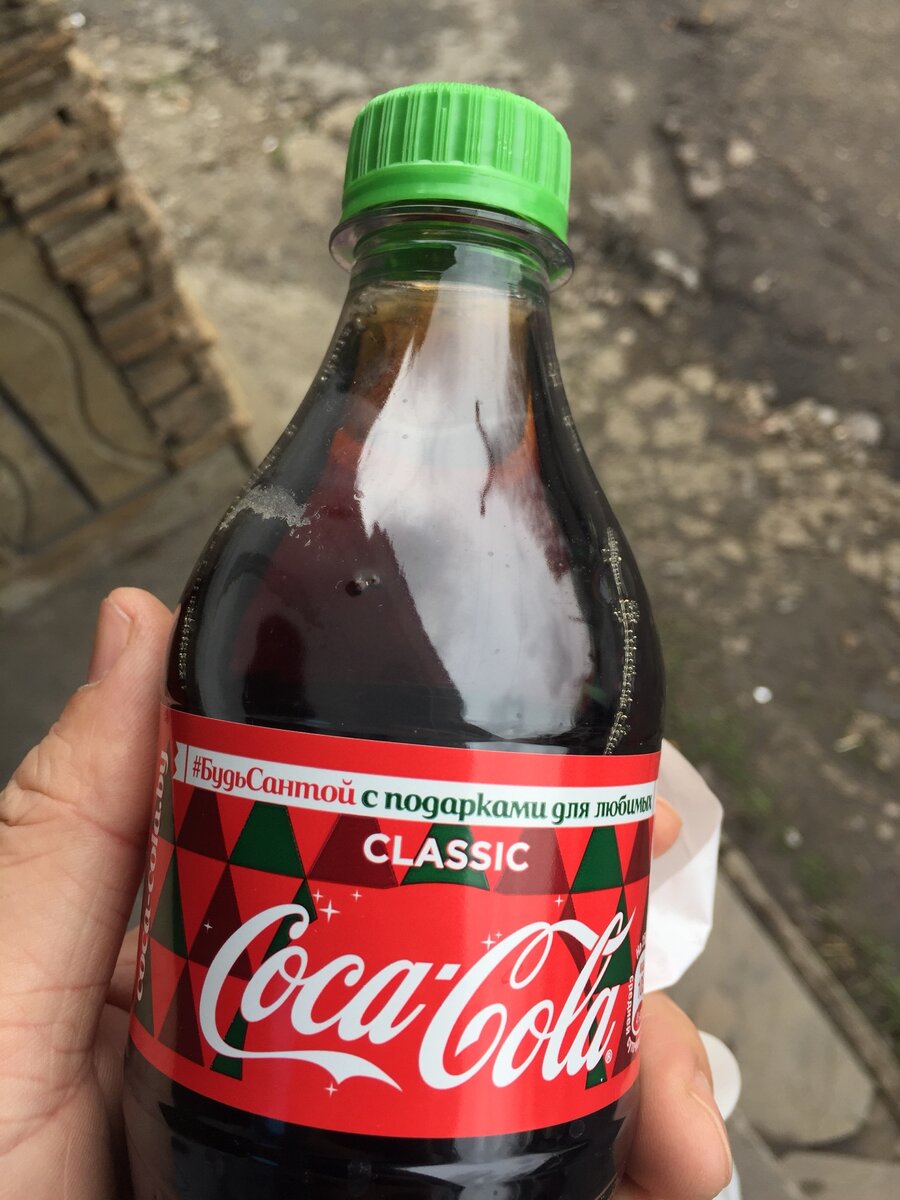 #БудьСантой с подарками для любимых
CLASSIC
Coca-Cola®
coca-cola.by